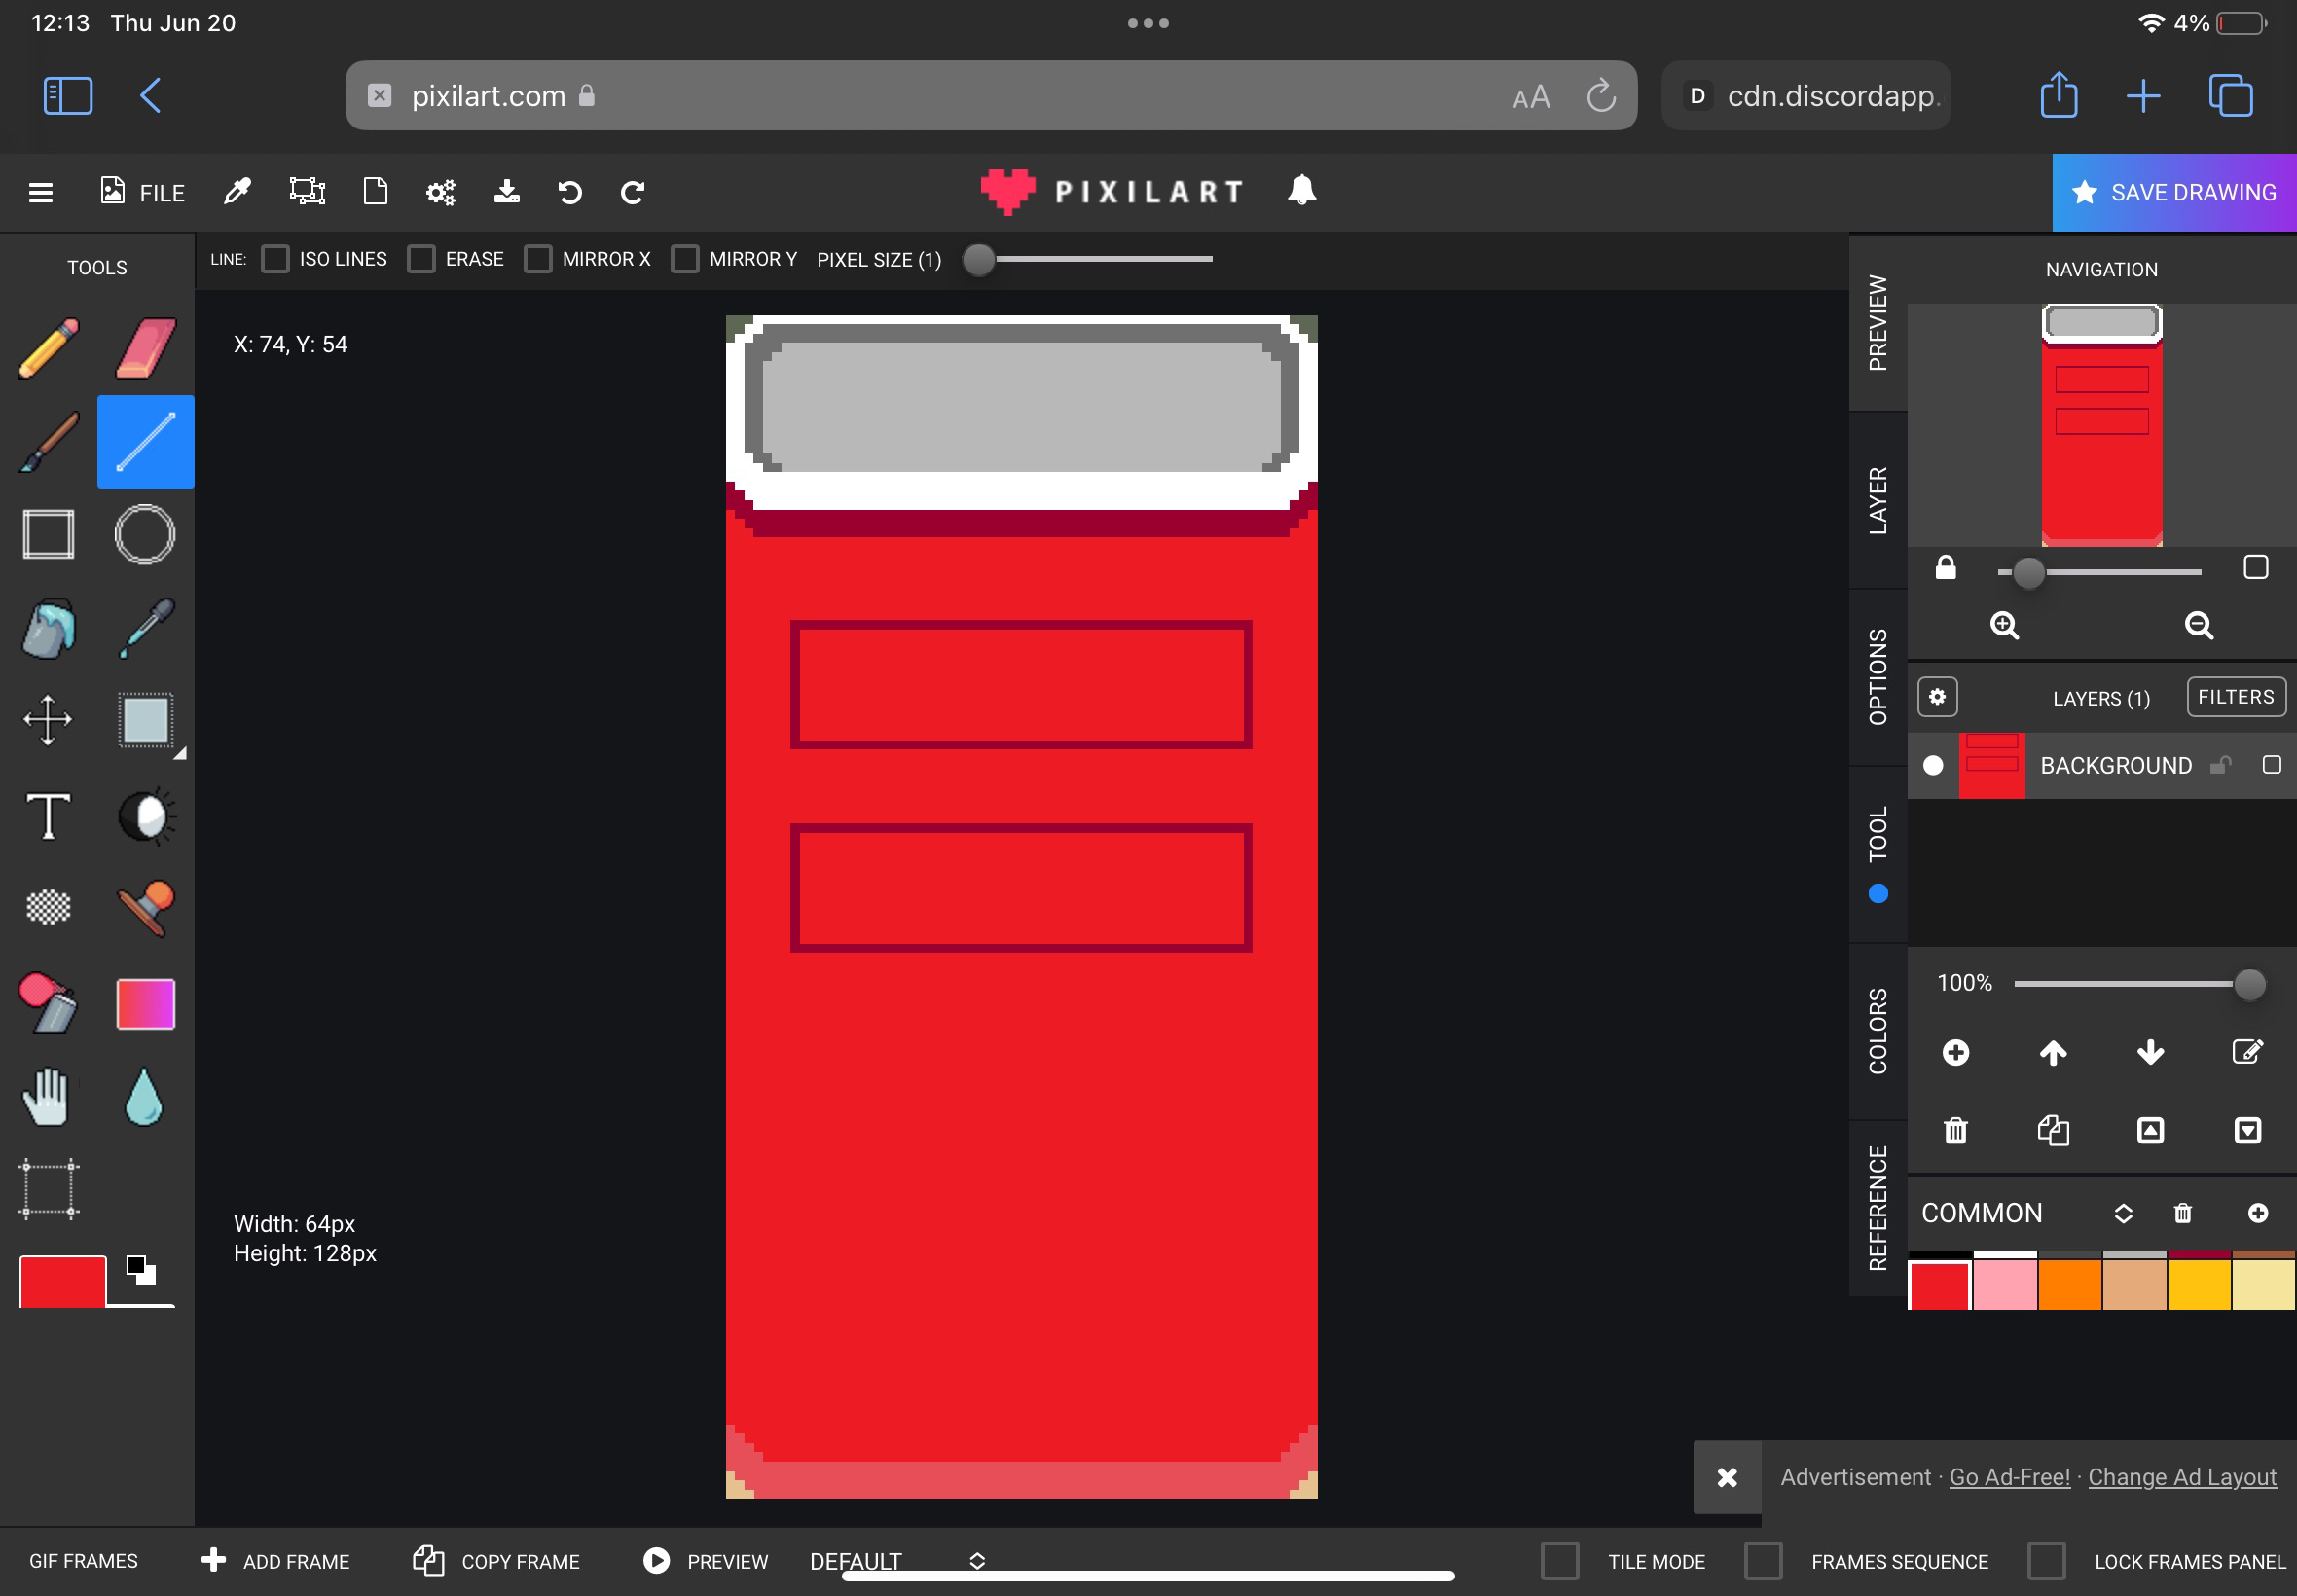 12:13 Thu Jun 20
4%
pixilart.com
AA
D cdn.discordapp.
FILE
PIXILART
SAVE DRAWING
TOOLS
LINE: ISO LINES ERASE MIRROR X MIRROR Y PIXEL SIZE (1)
X: 74, Y: 54
T
Width: 64px
Height: 128px
PREVIEW
LAYER
OPTIONS
TOOL
COLORS
REFERENCE
NAVIGATION
LAYERS (1) FILTERS
BACKGROUND
100%
COMMON
Advertisement · Go Ad-Free! · Change Ad Layout
GIF FRAMES ADD FRAME COPY FRAME PREVIEW DEFAULT TILE MODE FRAMES SEQUENCE LOCK FRAMES PANEL